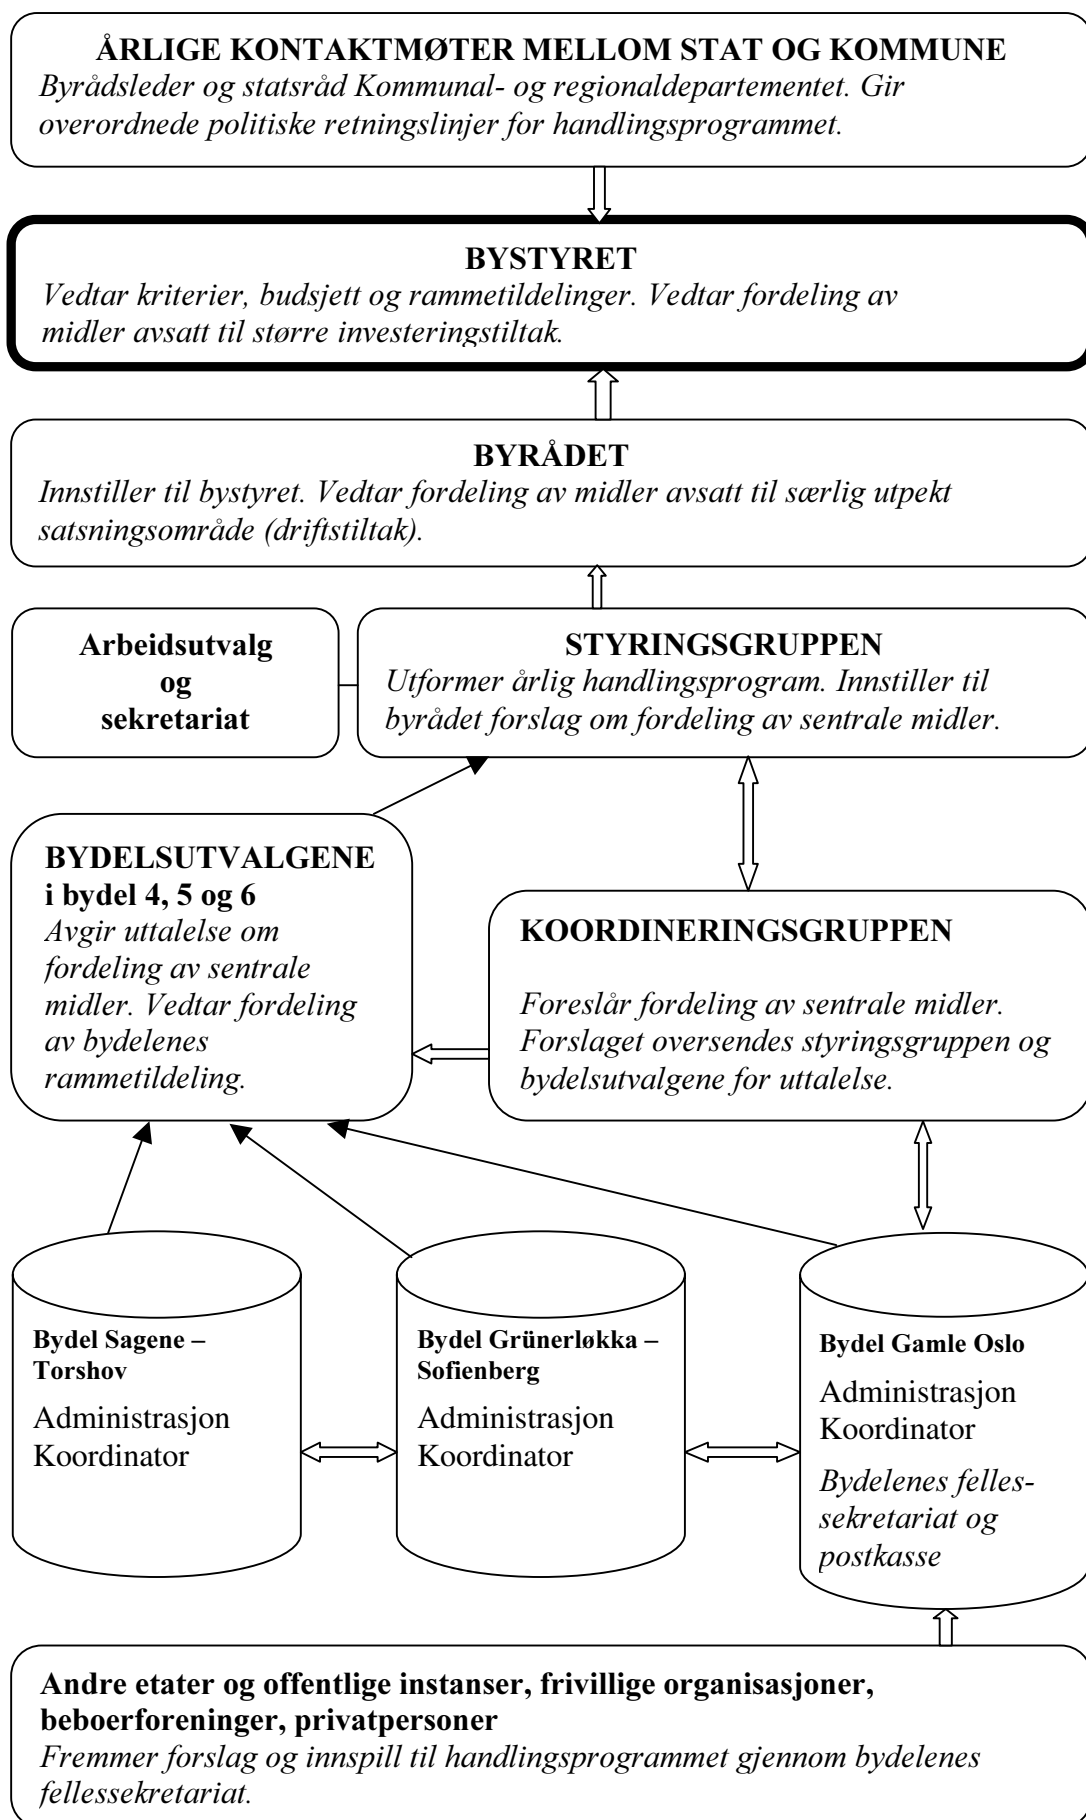 ÅRLIGE KONTAKTMØTER MELLOM STAT OG KOMMUNE
Byrådsleder og statsråd Kommunal- og regionaldepartementet. Gir
overordnede politiske retningslinjer for handlingsprogrammet.
BYSTYRET
Vedtar kriterier, budsjett og rammetildelinger. Vedtar fordeling av
midler avsatt til større investeringstiltak.
BYRÅDET
Innstiller til bystyret. Vedtar fordeling av midler avsatt til særlig utpekt
satsningsområde (driftstiltak).
Arbeidsutvalg
og
sekretariat
STYRINGSGRUPPEN
Utformer årlig handlingsprogram. Innstiller til
byrådet forslag om fordeling av sentrale midler.
BYDELSUTVALGENE
i bydel 4, 5 og 6
Avgir uttalelse om
fordeling av sentrale
midler. Vedtar fordeling
av bydelenes
rammetildeling.
KOORDINERINGSGRUPPEN
Foreslår fordeling av sentrale midler.
Forslaget oversendes styringsgruppen og
bydelsutvalgene for uttalelse.
Bydel Sagene –
Torshov
Administrasjon
Koordinator
Bydel Grünerløkka –
Sofienberg
Administrasjon
Koordinator
Bydel Gamle Oslo
Administrasjon
Koordinator
Bydelenes felles-
sekretariat og
postkasse
Andre etater og offentlige instanser, frivillige organisasjoner,
beboerforeninger, privatpersoner
Fremmer forslag og innspill til handlingsprogrammet gjennom bydelenes
fellessekretariat.